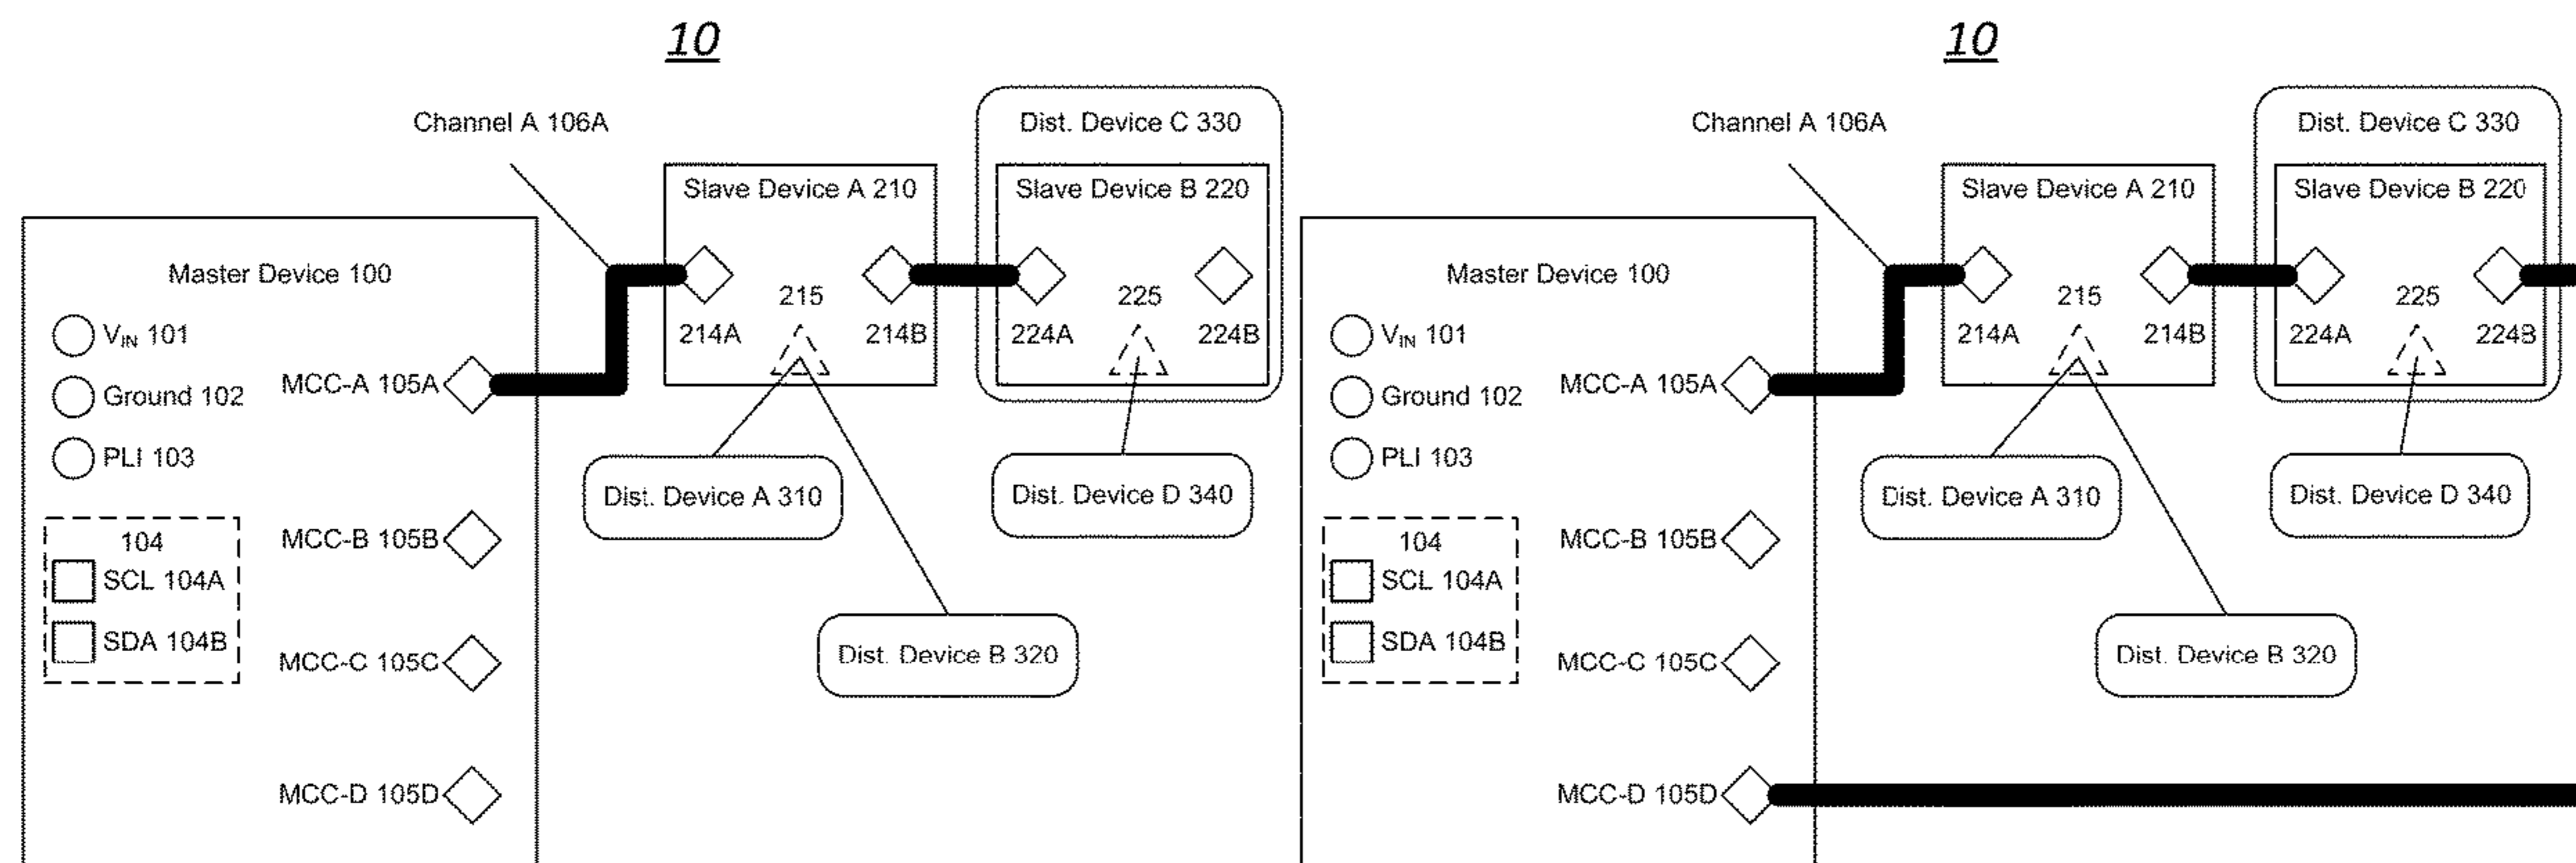 10
Channel A 106A
Dist. Device C 330
Slave Device A 210
Slave Device B 220
Master Device 100
215
225
214A
214B
224A
224B
V_IN 101
Ground 102
PLI 103
MCC-A 105A
Dist. Device A 310
Dist. Device D 340
104
SCL 104A
SDA 104B
MCC-B 105B
MCC-C 105C
Dist. Device B 320
MCC-D 105D
10
Channel A 106A
Dist. Device C 330
Slave Device A 210
Slave Device B 220
Master Device 100
215
225
214A
214B
224A
224B
V_IN 101
Ground 102
PLI 103
MCC-A 105A
Dist. Device A 310
Dist. Device D 340
104
SCL 104A
SDA 104B
MCC-B 105B
MCC-C 105C
Dist. Device B 320
MCC-D 105D